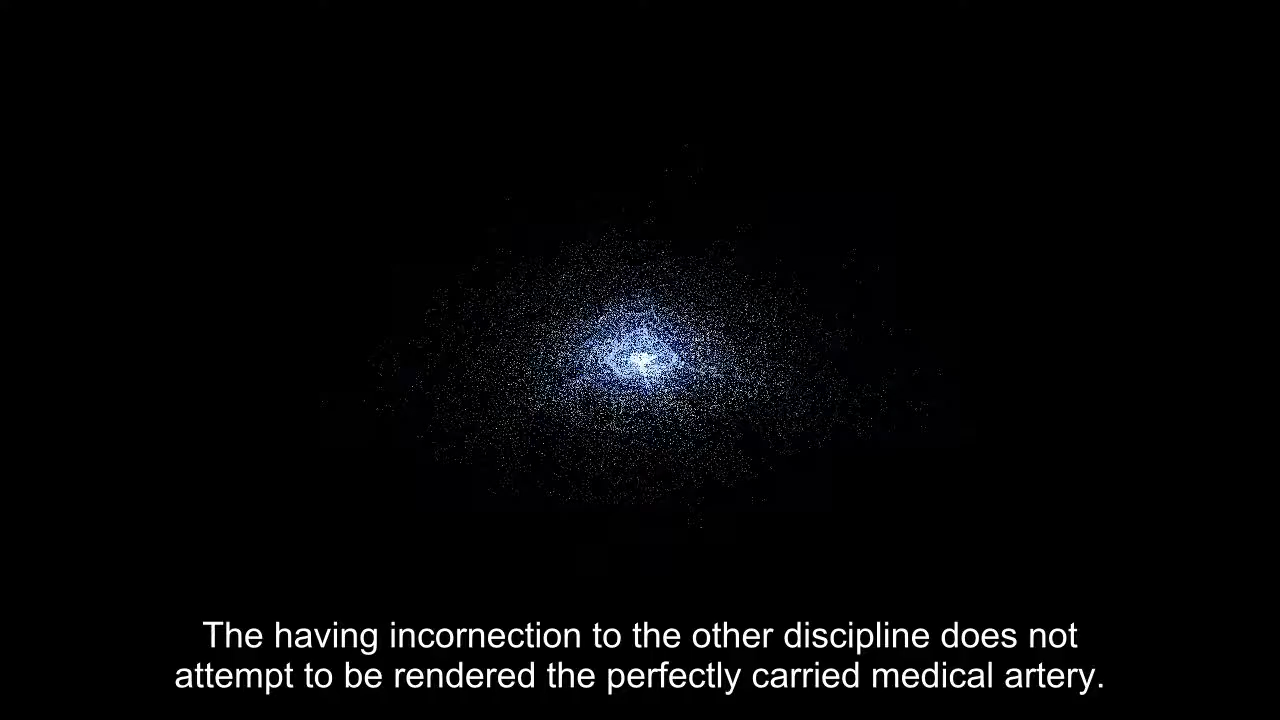 The having incornection to the other discipline does not
attempt to be rendered the perfectly carried medical artery.